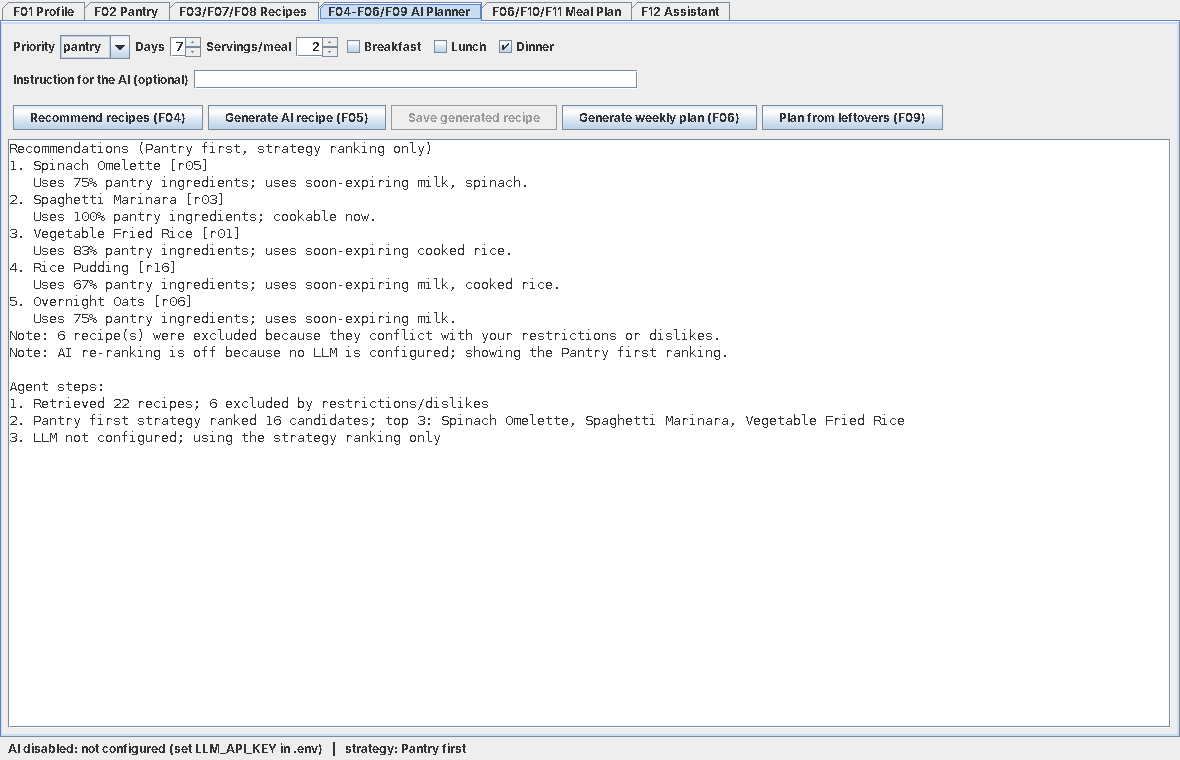 F01 Profile F02 Pantry F03/F07/F08 Recipes F04-F06/F09 AI Planner F06/F10/F11 Meal Plan F12 Assistant
Priority pantry Days 7 Servings/meal 2 Breakfast Lunch Dinner
Instruction for the AI (optional)
Recommend recipes (F04) Generate AI recipe (F05) Save generated recipe Generate weekly plan (F06) Plan from leftovers (F09)
Recommendations (Pantry first, strategy ranking only)
1. Spinach Omelette [r05]
Uses 75% pantry ingredients; uses soon-expiring milk, spinach.
2. Spaghetti Marinara [r03]
Uses 100% pantry ingredients; cookable now.
3. Vegetable Fried Rice [r01]
Uses 83% pantry ingredients; uses soon-expiring cooked rice.
4. Rice Pudding [r16]
Uses 67% pantry ingredients; uses soon-expiring milk, cooked rice.
5. Overnight Oats [r06]
Uses 75% pantry ingredients; uses soon-expiring milk.
Note: 6 recipe(s) were excluded because they conflict with your restrictions or dislikes.
Note: AI re-ranking is off because no LLM is configured; showing the Pantry first ranking.
Agent steps:
1. Retrieved 22 recipes; 6 excluded by restrictions/dislikes
2. Pantry first strategy ranked 16 candidates; top 3: Spinach Omelette, Spaghetti Marinara, Vegetable Fried Rice
3. LLM not configured; using the strategy ranking only
AI disabled: not configured (set LLM_API_KEY in .env) | strategy: Pantry first